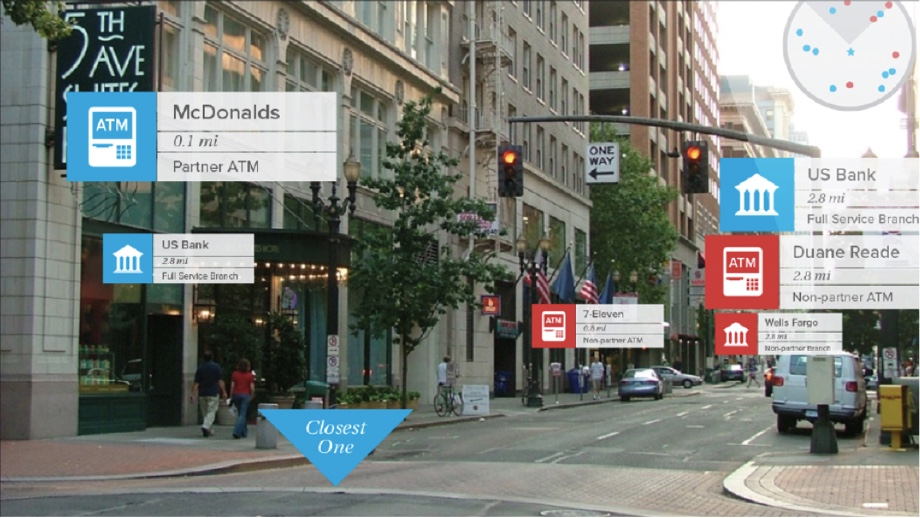 5TH
AVE
SUITES
ATM
McDonalds
0.1 mi
Partner ATM
US Bank
2.8 mi
Full Service Branch
ONE
WAY
US Bank
2.8 mi
Full Service Branch
ATM
Duane Reade
2.8 mi
Non-partner ATM
ATM
7-Eleven
0.8 mi
Non-partner ATM
Wells Fargo
2.8 mi
Non-partner Branch
Closest
One